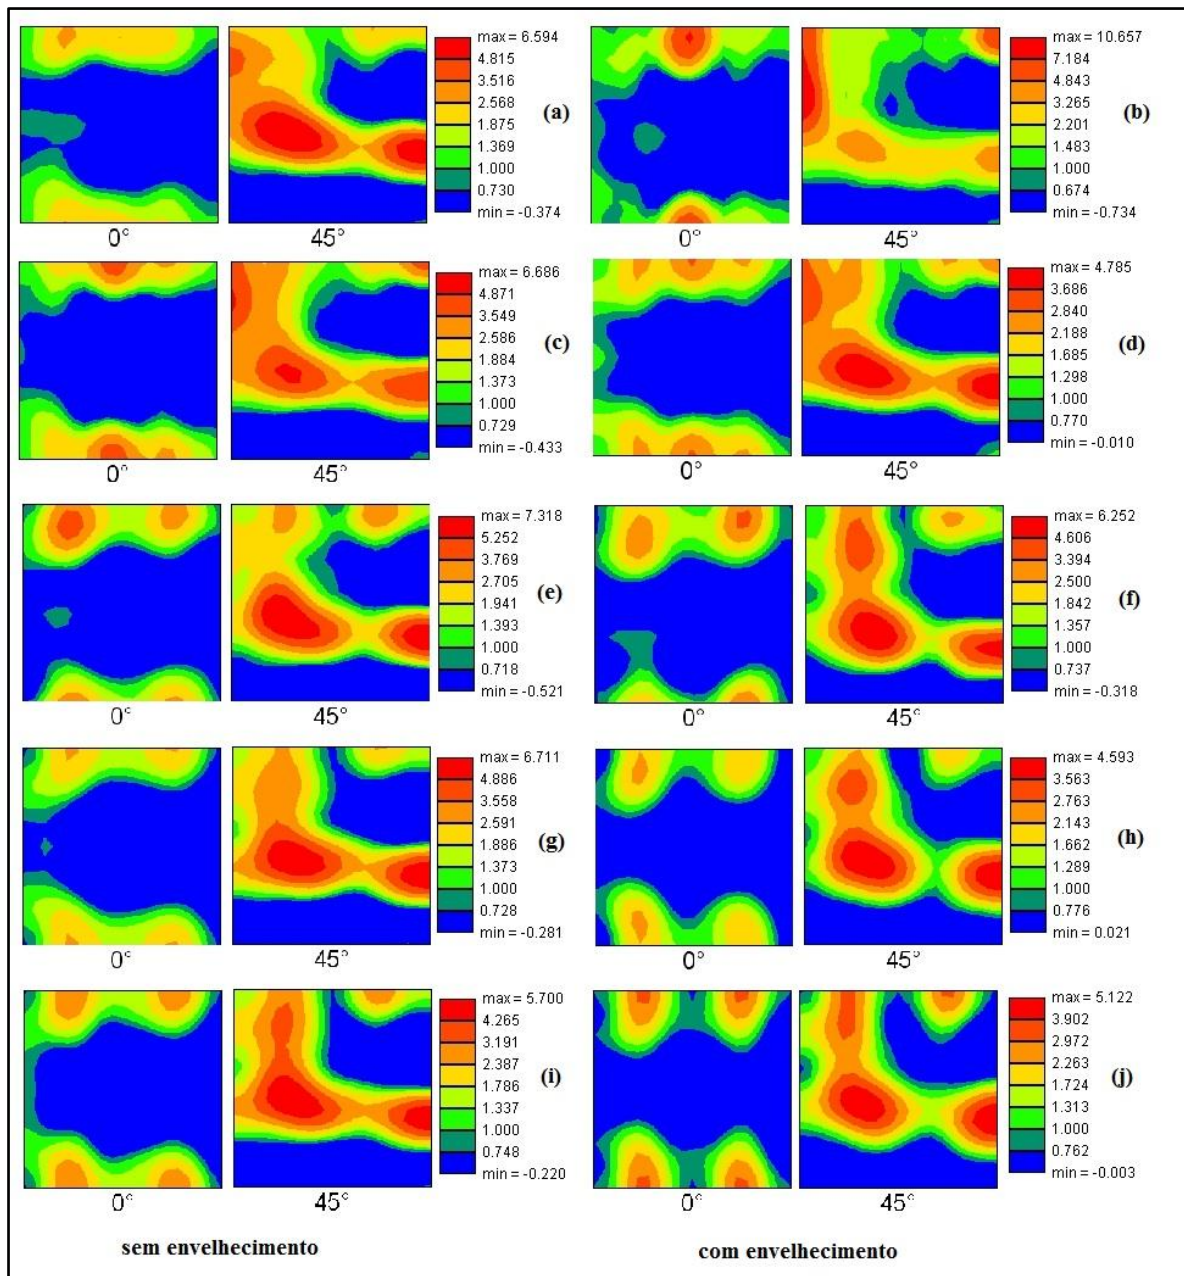 max = 6.594
4.815
3.516
2.568
1.875
1.369
1.000
0.730
min = -0.374
(a)
0°
45°
max = 10.657
7.184
4.843
3.265
2.201
1.483
1.000
0.674
min = -0.734
(b)
0°
45°
max = 6.686
4.871
3.549
2.586
1.884
1.373
1.000
0.729
min = -0.433
(c)
0°
45°
max = 4.785
3.686
2.840
2.188
1.685
1.298
1.000
0.770
min = -0.010
(d)
0°
45°
max = 7.318
5.252
3.769
2.705
1.941
1.393
1.000
0.718
min = -0.521
(e)
0°
45°
max = 6.252
4.606
3.394
2.500
1.842
1.357
1.000
0.737
min = -0.318
(f)
0°
45°
max = 6.711
4.886
3.558
2.591
1.886
1.373
1.000
0.728
min = -0.281
(g)
0°
45°
max = 4.593
3.563
2.763
2.143
1.662
1.289
1.000
0.776
min = 0.021
(h)
0°
45°
max = 5.700
4.265
3.191
2.387
1.786
1.337
1.000
0.748
min = -0.220
(i)
0°
45°
max = 5.122
3.902
2.972
2.263
1.724
1.313
1.000
0.762
min = -0.003
(j)
0°
45°
sem envelhecimento
com envelhecimento